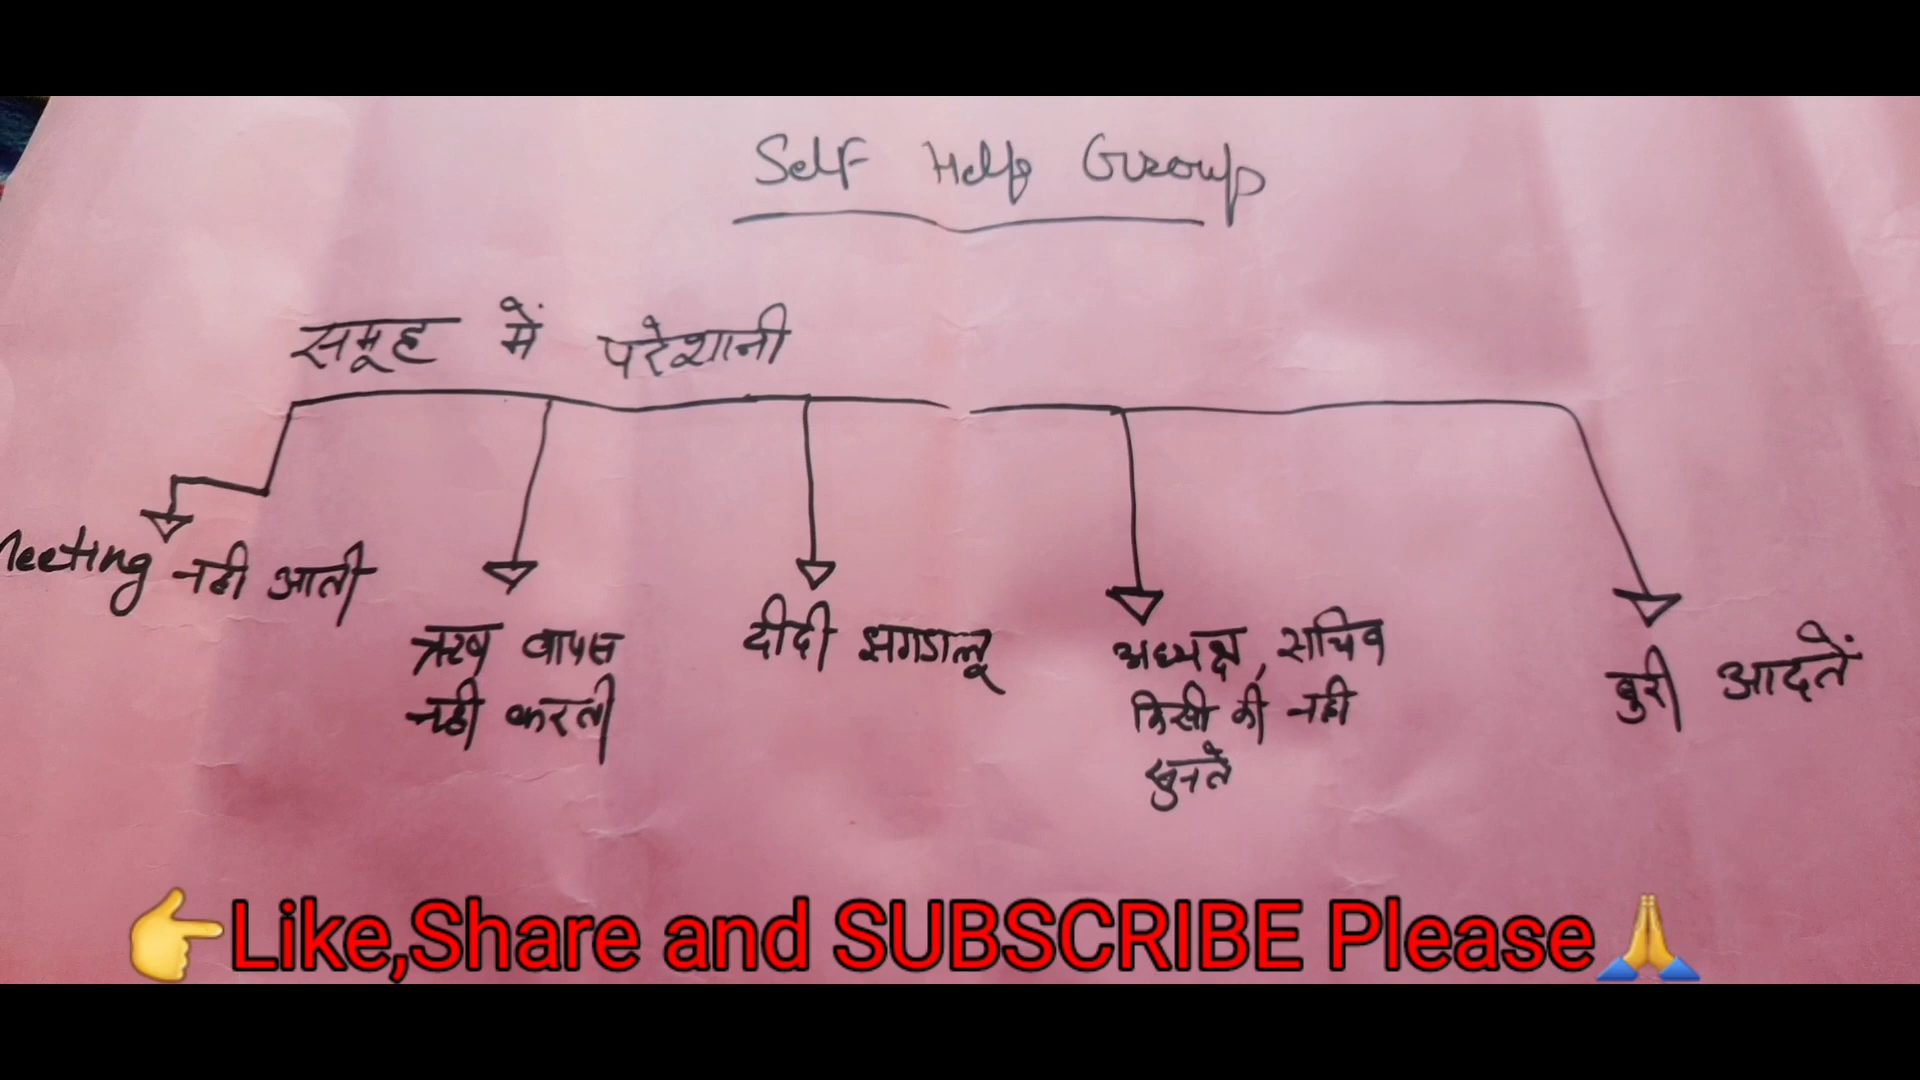 Self Help Group
समूह में परेशानी
Meeting नही आती
ऋण वापस
नही करती
दीदी झगडालू
अध्यक्ष, सचिव
किसी की नही
सुनते
बुरी आदतें
👉Like,Share and SUBSCRIBE Please🙏